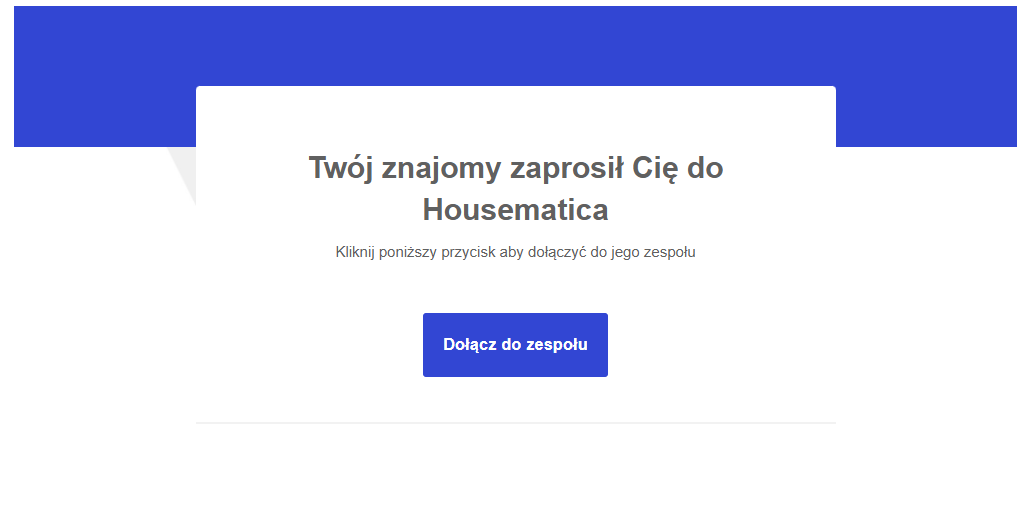 Twój znajomy zaprosił Cię do
Housematica
Kliknij poniższy przycisk aby dołączyć do jego zespołu
Dołącz do zespołu